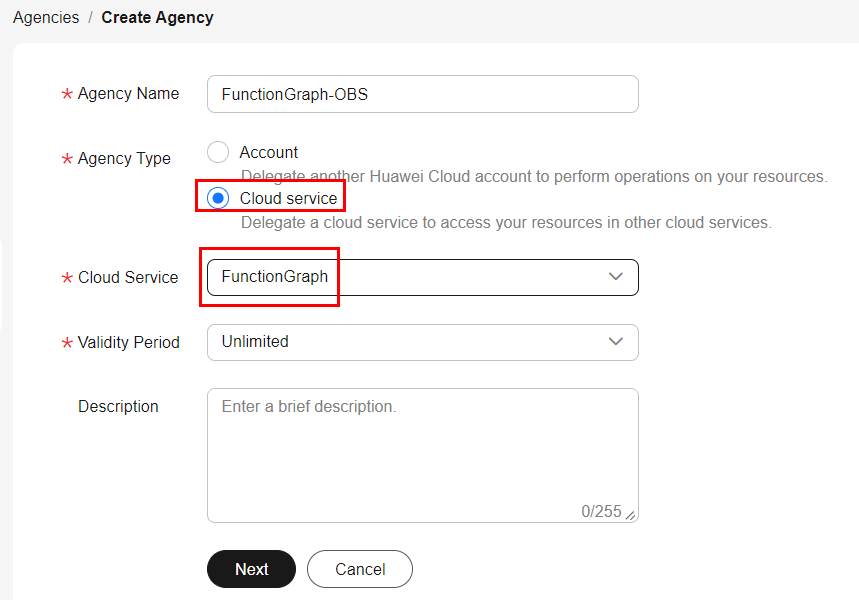 Agencies / Create Agency
* Agency Name FunctionGraph-OBS
* Agency Type Account
Delegate another Huawei Cloud account to perform operations on your resources.
Cloud service
Delegate a cloud service to access your resources in other cloud services.
* Cloud Service FunctionGraph
* Validity Period Unlimited
Description Enter a brief description.
0/255
Next Cancel